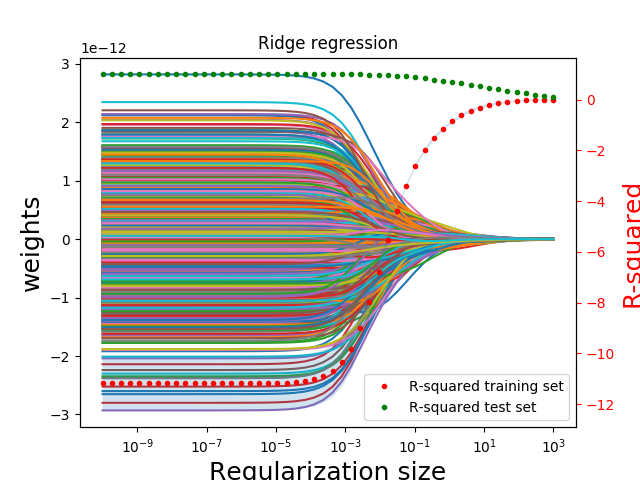 Ridge regression
1e−12
3
2
1
0
−1
−2
−3
weights
0
−2
−4
−6
−8
−10
−12
R-squared
R-squared training set
R-squared test set
10⁻⁹ 10⁻⁷ 10⁻⁵ 10⁻³ 10⁻¹ 10¹ 10³
Regularization size